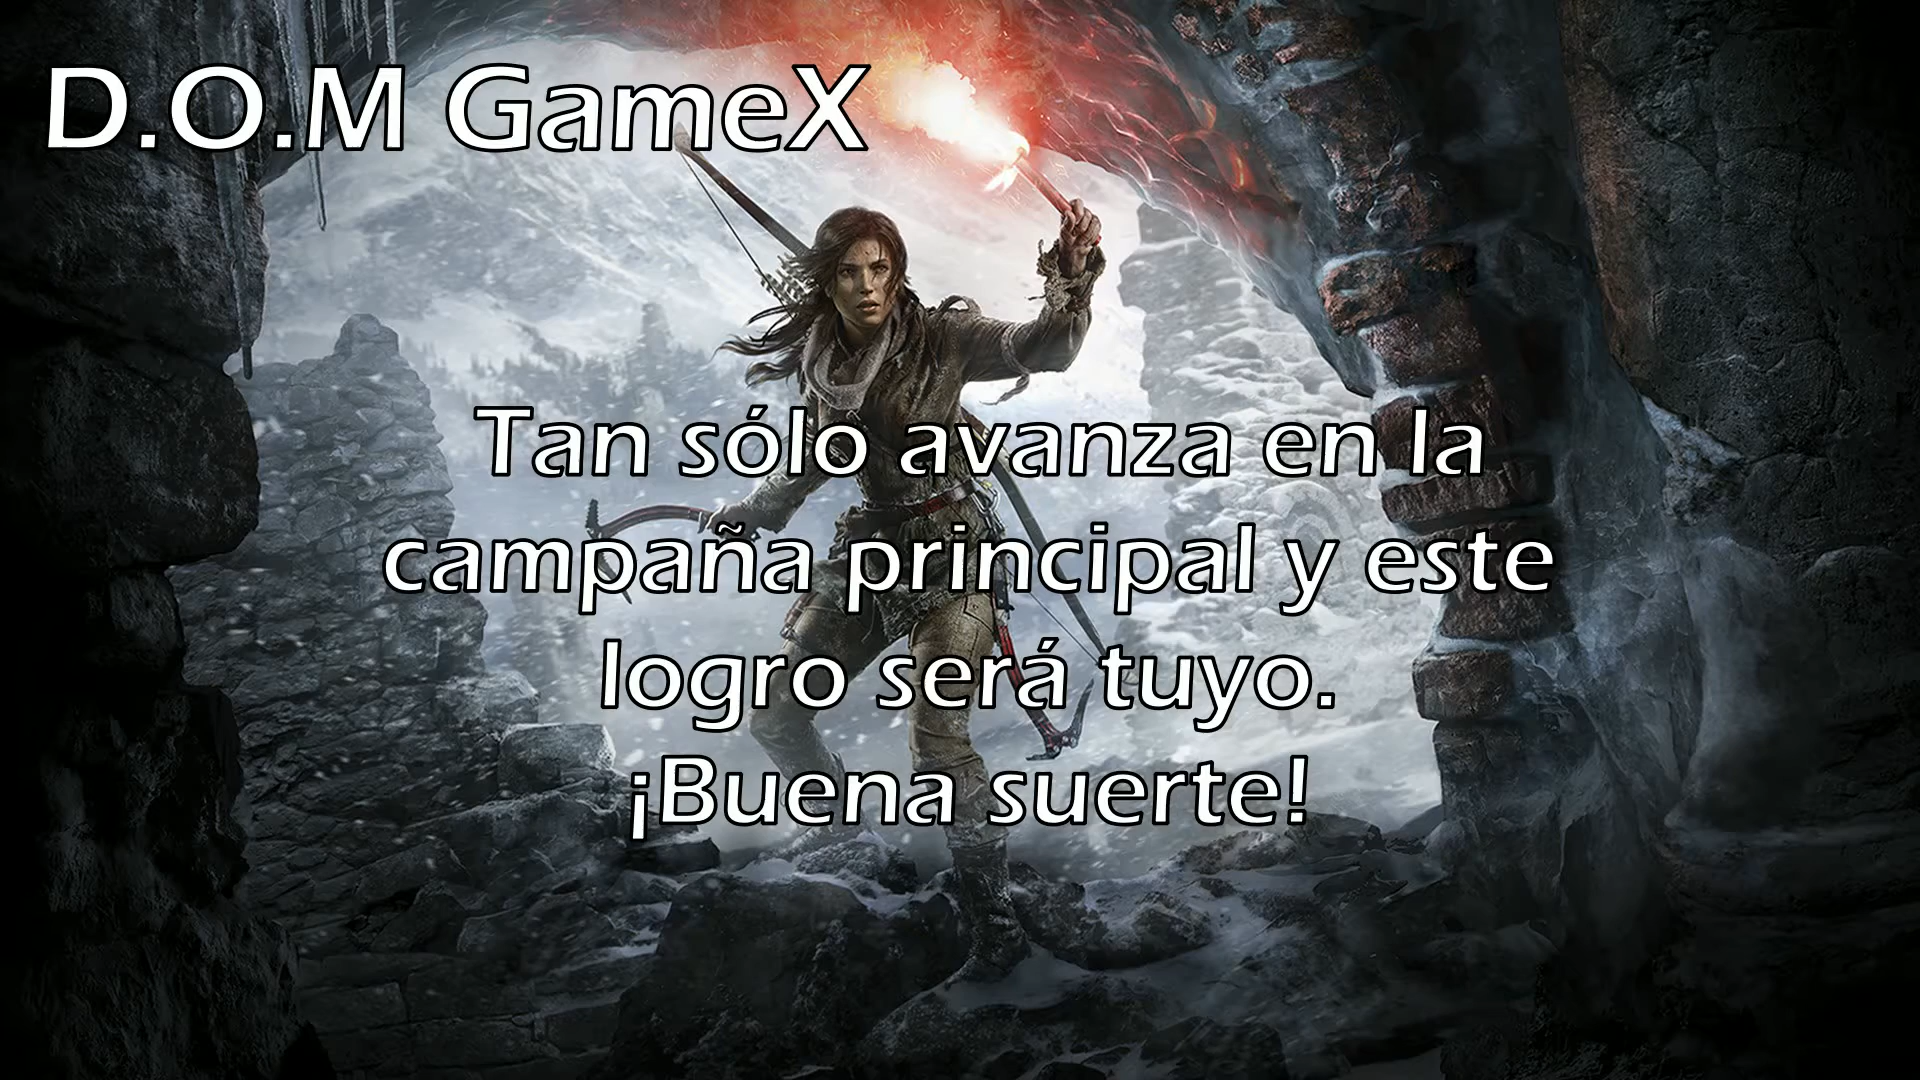 D.O.M GameX
Tan sólo avanza en la
campaña principal y este
logro será tuyo.
¡Buena suerte!